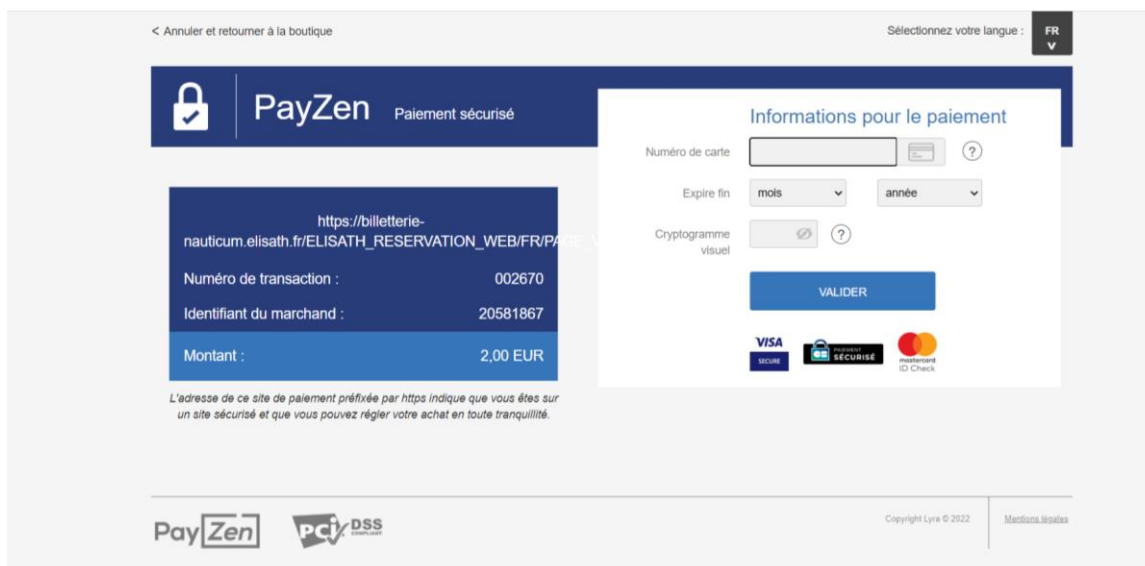 < Annuler et retourner à la boutique
Sélectionnez votre langue :
FR
v
PayZen Paiement sécurisé
Informations pour le paiement
Numéro de carte
?
Expire fin
mois
année
Cryptogramme
visuel
?
VALIDER
VISA
SECURE
PAIEMENT
SÉCURISÉ
mastercard
ID Check
https://billetterie-
nauticum.elisath.fr/ELISATH_RESERVATION_WEB/FR/PAGE_V
Numéro de transaction : 002670
Identifiant du marchand : 20581867
Montant : 2,00 EUR
L'adresse de ce site de paiement préfixée par https indique que vous êtes sur
un site sécurisé et que vous pouvez régler votre achat en toute tranquillité.
PayZen
PCI DSS
COMPLIANT
Copyright Lyra © 2022
Mentions légales